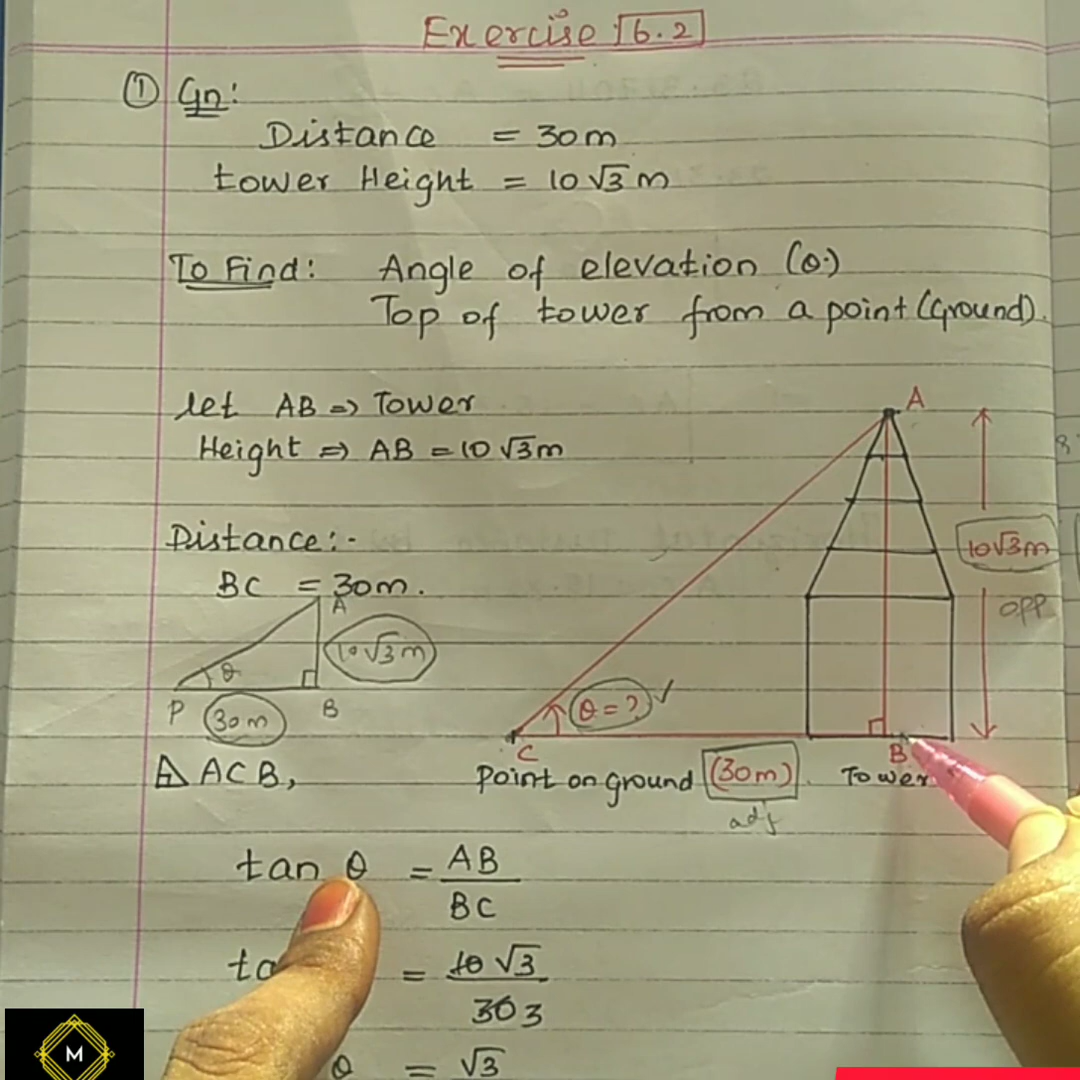 Exercise 6.2
① Gn:
Distance = 30m
tower Height = 10√3 m
To Find: Angle of elevation (θ)
Top of tower from a point (Ground).
let AB => Tower
Height => AB = 10√3m
Distance:-
BC = 30m.
A
10√3 m
θ
P 30m B
A
10√3m
opp
θ = ? ✓
C B
Point on ground (30m) Tower
adj
△ ACB,
tan θ = AB
BC
= 10√3
30 3
θ = √3
M